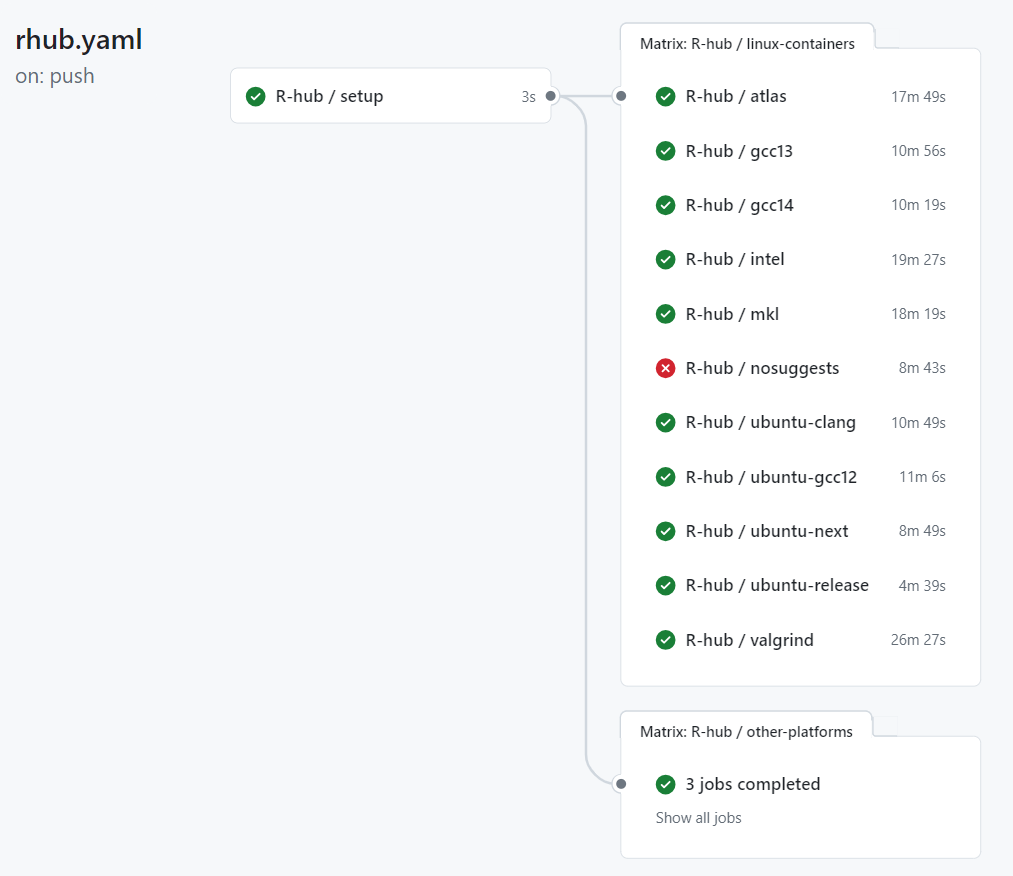 rhub.yaml
on: push
R-hub / setup 3s
Matrix: R-hub / linux-containers
R-hub / atlas 17m 49s
R-hub / gcc13 10m 56s
R-hub / gcc14 10m 19s
R-hub / intel 19m 27s
R-hub / mkl 18m 19s
R-hub / nosuggests 8m 43s
R-hub / ubuntu-clang 10m 49s
R-hub / ubuntu-gcc12 11m 6s
R-hub / ubuntu-next 8m 49s
R-hub / ubuntu-release 4m 39s
R-hub / valgrind 26m 27s
Matrix: R-hub / other-platforms
3 jobs completed
Show all jobs